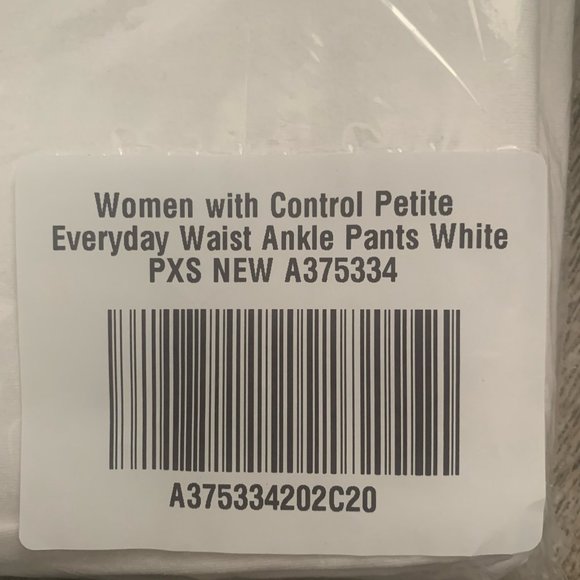 Women with Control Petite
Everyday Waist Ankle Pants White
PXS NEW A375334
A375334202C20